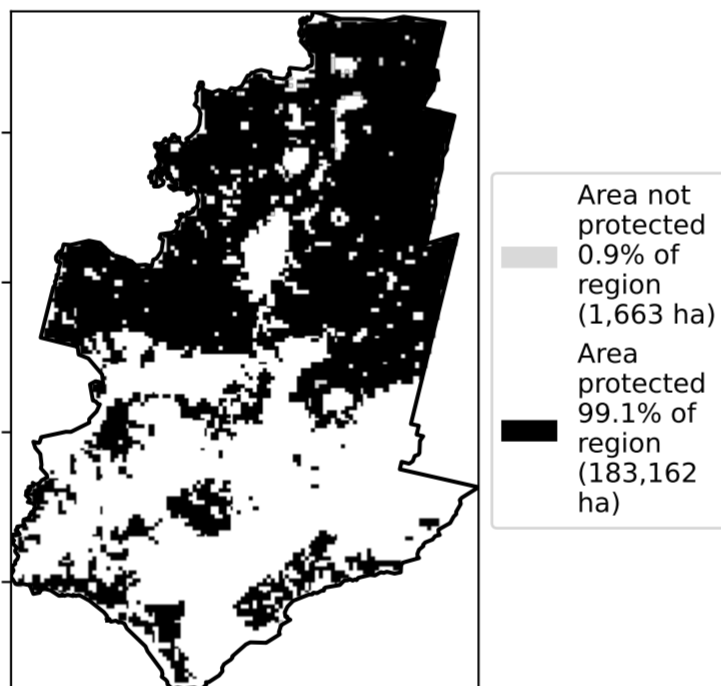 Area not
protected
0.9% of
region
(1,663 ha)
Area
protected
99.1% of
region
(183,162
ha)